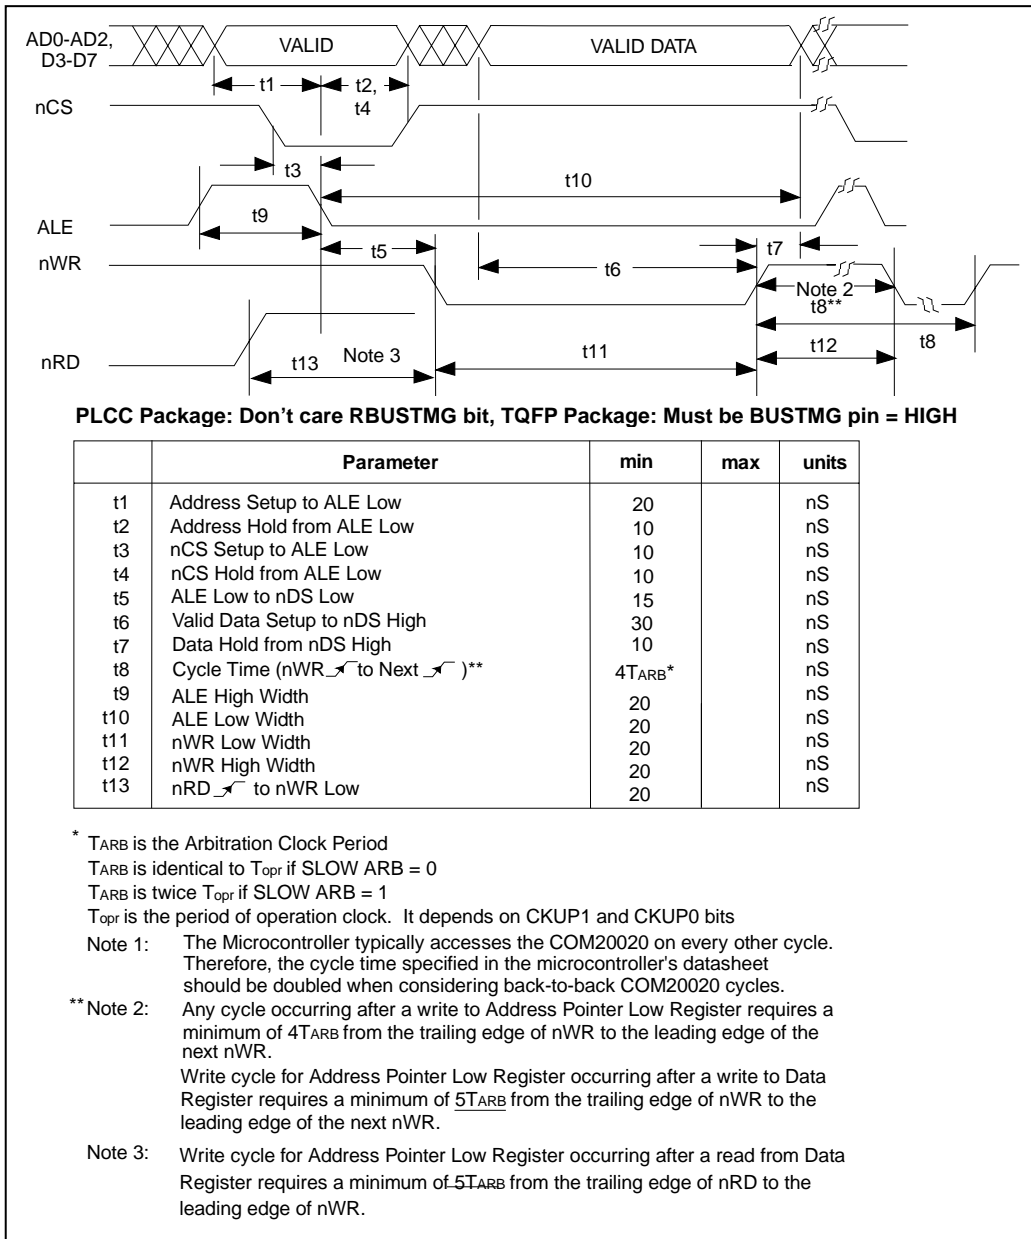 AD0-AD2,
D3-D7
VALID
VALID DATA
t1
t2,
t4
nCS
t3
t10
ALE
t9
t5
t7
nWR
t6
Note 2
t8**
t8
nRD
t13
Note 3
t11
t12
PLCC Package: Don't care RBUSTMG bit, TQFP Package: Must be BUSTMG pin = HIGH
Parameter min max units
t1 Address Setup to ALE Low 20 nS
t2 Address Hold from ALE Low 10 nS
t3 nCS Setup to ALE Low 10 nS
t4 nCS Hold from ALE Low 10 nS
t5 ALE Low to nDS Low 15 nS
t6 Valid Data Setup to nDS High 30 nS
t7 Data Hold from nDS High 10 nS
t8 Cycle Time (nWR to Next )** 4TARB* nS
t9 ALE High Width 20 nS
t10 ALE Low Width 20 nS
t11 nWR Low Width 20 nS
t12 nWR High Width 20 nS
t13 nRD to nWR Low 20 nS
* TARB is the Arbitration Clock Period
TARB is identical to Topr if SLOW ARB = 0
TARB is twice Topr if SLOW ARB = 1
Topr is the period of operation clock. It depends on CKUP1 and CKUP0 bits
Note 1: The Microcontroller typically accesses the COM20020 on every other cycle.
Therefore, the cycle time specified in the microcontroller's datasheet
should be doubled when considering back-to-back COM20020 cycles.
**Note 2: Any cycle occurring after a write to Address Pointer Low Register requires a
minimum of 4TARB from the trailing edge of nWR to the leading edge of the
next nWR.
Write cycle for Address Pointer Low Register occurring after a write to Data
Register requires a minimum of 5TARB from the trailing edge of nWR to the
leading edge of the next nWR.
Note 3: Write cycle for Address Pointer Low Register occurring after a read from Data
Register requires a minimum of 5TARB from the trailing edge of nRD to the
leading edge of nWR.